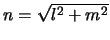 n = √(l² + m²)